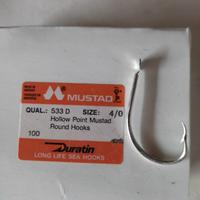 MUSTAD
QUAL.: 533 D SIZE: 4/0
Hollow Point Mustad
Round Hooks
100
Duratin
LONG LIFE SEA HOOKS